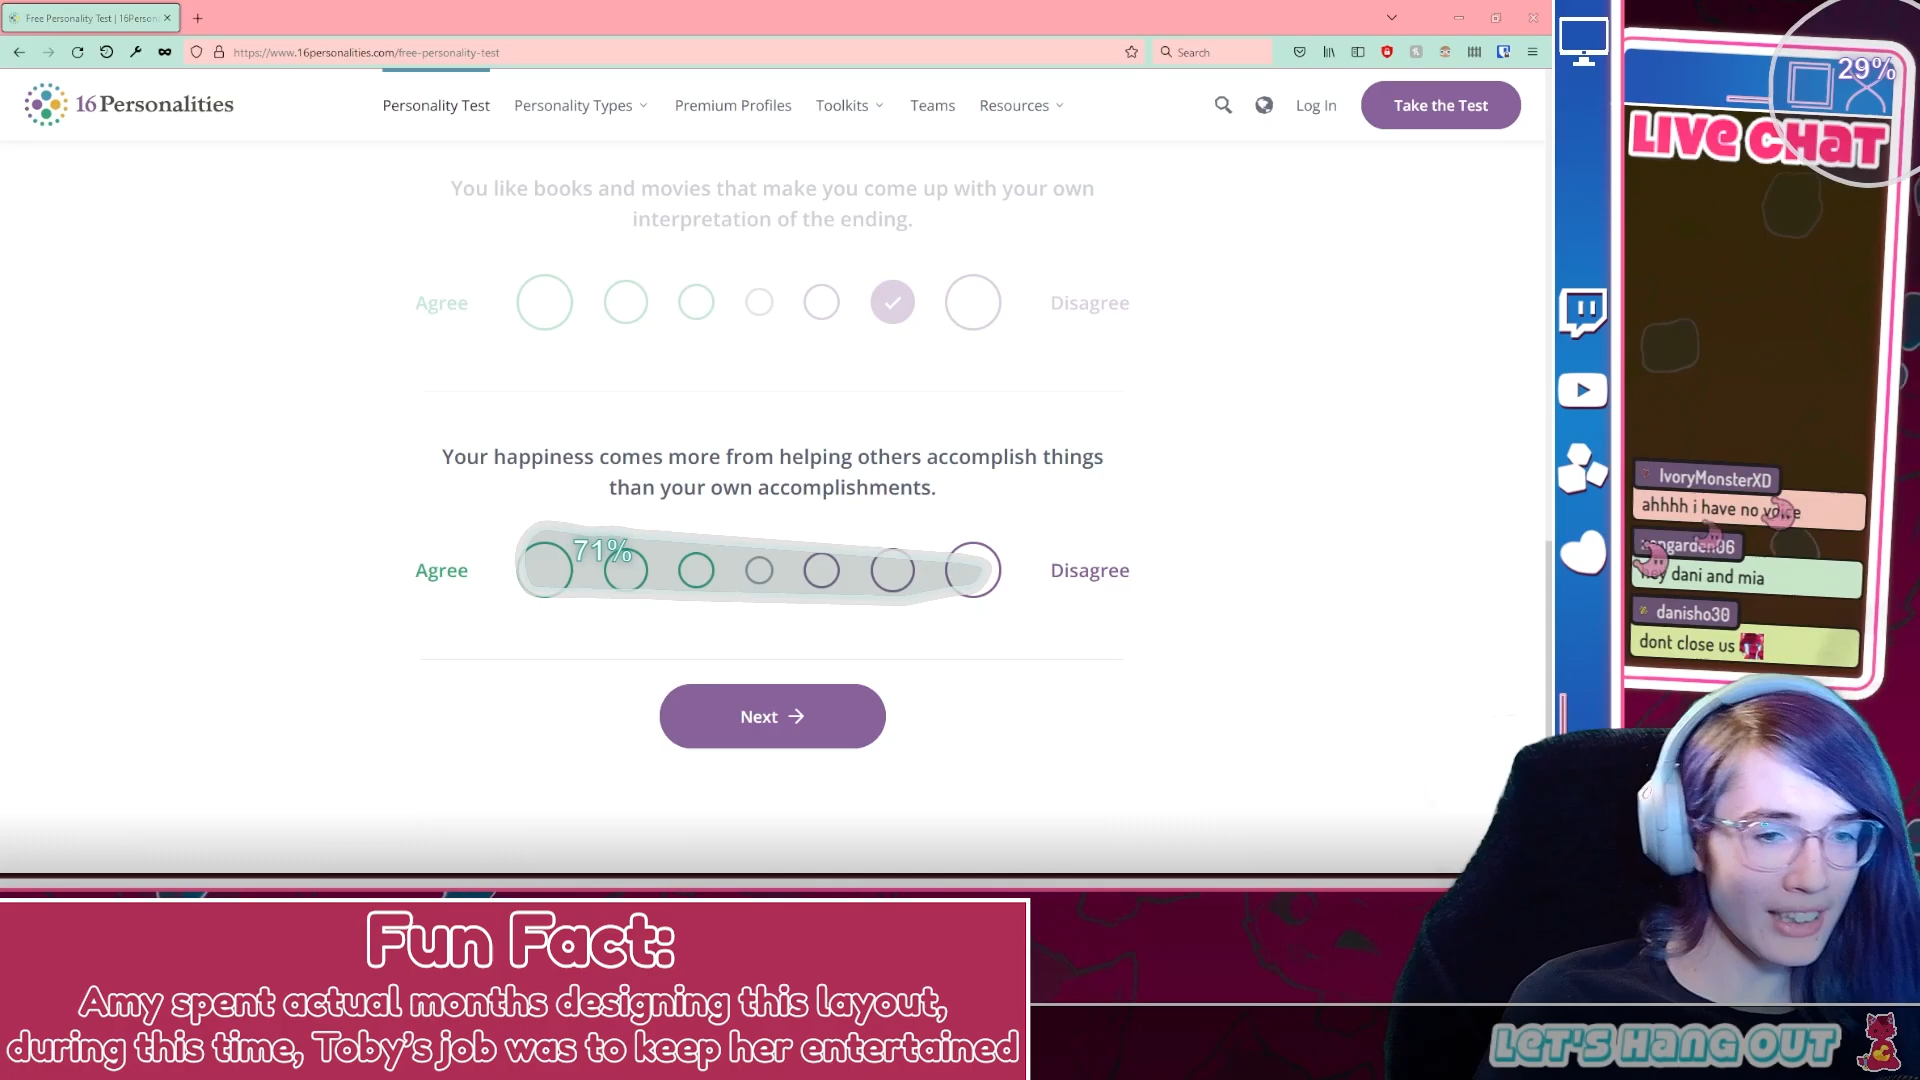 Free Personality Test | 16Person
https://www.16personalities.com/free-personality-test
Search
16Personalities
Personality Test
Personality Types
Premium Profiles
Toolkits
Teams
Resources
Log In
Take the Test
You like books and movies that make you come up with your own
interpretation of the ending.
Agree
Disagree
Your happiness comes more from helping others accomplish things
than your own accomplishments.
Agree
71%
Disagree
Next
29%
LIVE CHAT
IvoryMonsterXD
ahhhh i have no voice
hey dani and mia
danisho30
dont close us
Fun Fact:
Amy spent actual months designing this layout,
during this time, Toby's job was to keep her entertained
LET'S HANG OUT